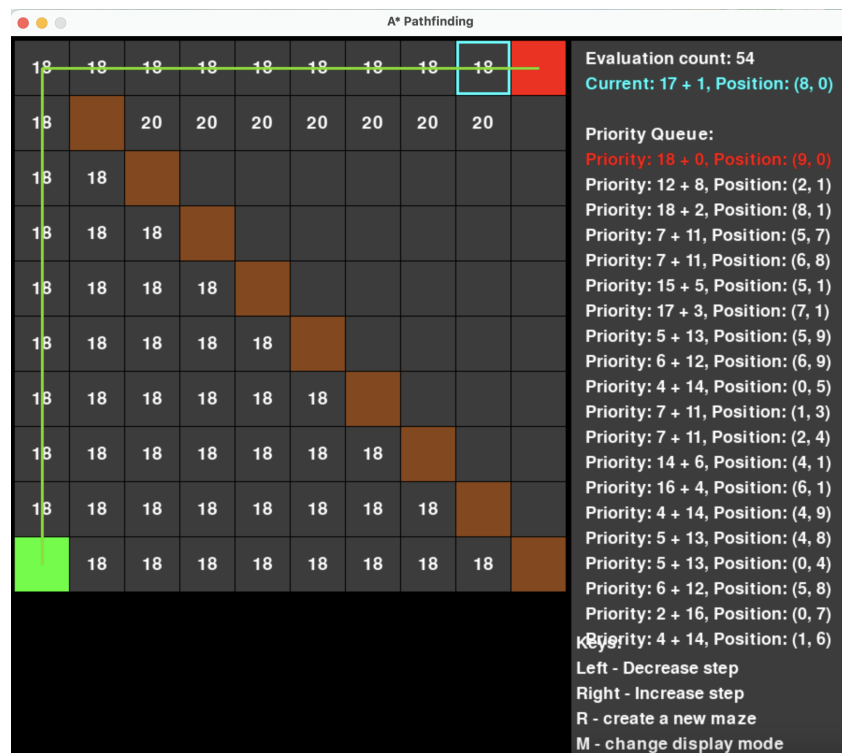 A* Pathfinding
18 18 18 18 18 18 18 18 18
18 20 20 20 20 20 20 20
18 18
18 18 18
18 18 18 18
18 18 18 18 18
18 18 18 18 18 18
18 18 18 18 18 18 18
18 18 18 18 18 18 18 18
18 18 18 18 18 18 18 18
Evaluation count: 54
Current: 17 + 1, Position: (8, 0)
Priority Queue:
Priority: 18 + 0, Position: (9, 0)
Priority: 12 + 8, Position: (2, 1)
Priority: 18 + 2, Position: (8, 1)
Priority: 7 + 11, Position: (5, 7)
Priority: 7 + 11, Position: (6, 8)
Priority: 15 + 5, Position: (5, 1)
Priority: 17 + 3, Position: (7, 1)
Priority: 5 + 13, Position: (5, 9)
Priority: 6 + 12, Position: (6, 9)
Priority: 4 + 14, Position: (0, 5)
Priority: 7 + 11, Position: (1, 3)
Priority: 7 + 11, Position: (2, 4)
Priority: 14 + 6, Position: (4, 1)
Priority: 16 + 4, Position: (6, 1)
Priority: 4 + 14, Position: (4, 9)
Priority: 5 + 13, Position: (4, 8)
Priority: 5 + 13, Position: (0, 4)
Priority: 6 + 12, Position: (5, 8)
Priority: 2 + 16, Position: (0, 7)
Priority: 4 + 14, Position: (1, 6)
Keys:
Left - Decrease step
Right - Increase step
R - create a new maze
M - change display mode